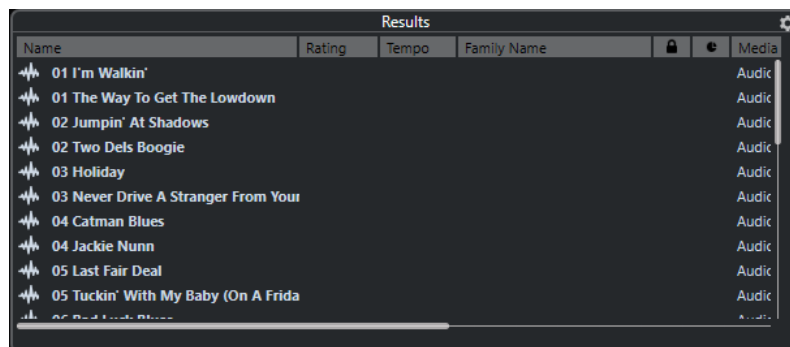 Results
Name Rating Tempo Family Name Media
01 I'm Walkin' Audic
01 The Way To Get The Lowdown Audic
02 Jumpin' At Shadows Audic
02 Two Dels Boogie Audic
03 Holiday Audic
03 Never Drive A Stranger From Your Audic
04 Catman Blues Audic
04 Jackie Nunn Audic
05 Last Fair Deal Audic
05 Tuckin' With My Baby (On A Frida Audic